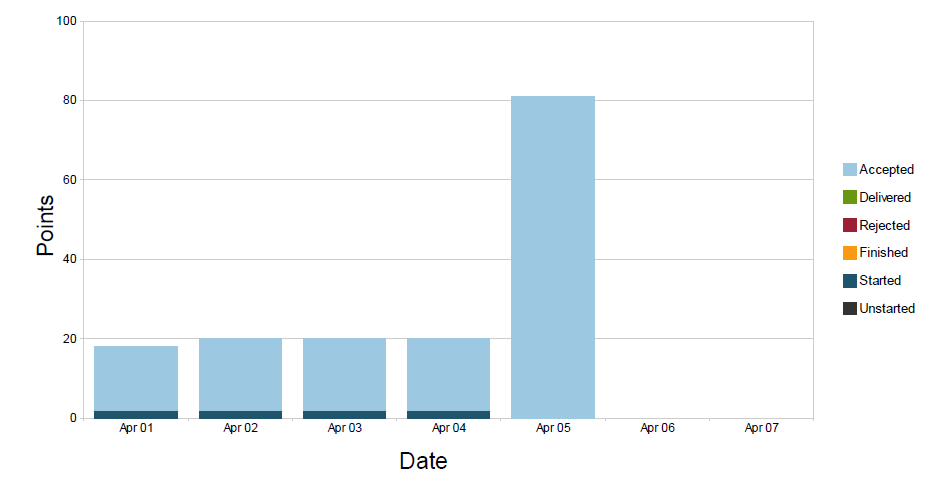 100
80
60
40
20
0
Points
Apr 01
Apr 02
Apr 03
Apr 04
Apr 05
Apr 06
Apr 07
Date
Accepted
Delivered
Rejected
Finished
Started
Unstarted